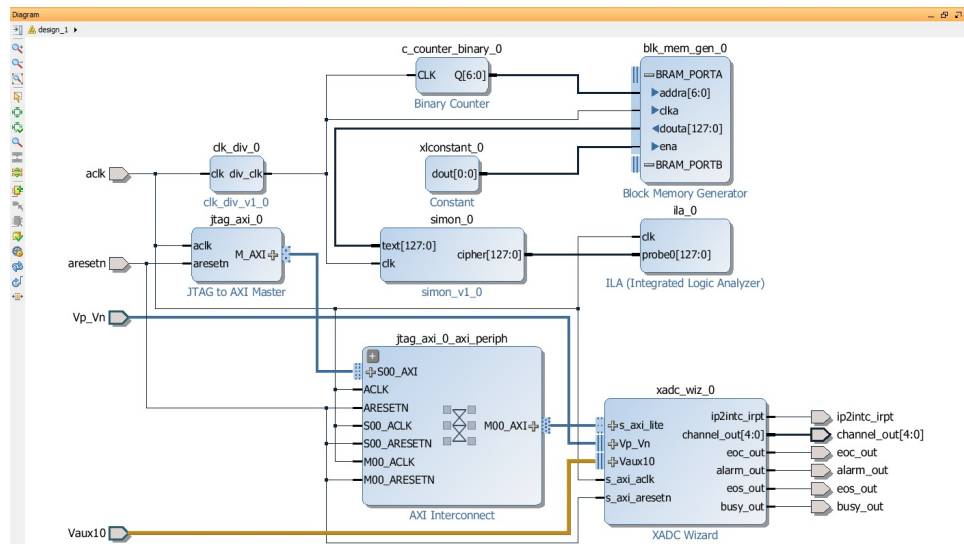 Diagram
design_1
c_counter_binary_0
CLK Q[6:0]
Binary Counter
blk_mem_gen_0
BRAM_PORTA
addra[6:0]
clka
douta[127:0]
ena
BRAM_PORTB
Block Memory Generator
clk_div_0
clk div_clk
clk_div_v1_0
xlconstant_0
dout[0:0]
Constant
aclk
aresetn
Vp_Vn
Vaux10
jtag_axi_0
aclk
M_AXI
aresetn
JTAG to AXI Master
simon_0
text[127:0]
cipher[127:0]
clk
simon_v1_0
ila_0
clk
probe0[127:0]
ILA (Integrated Logic Analyzer)
jtag_axi_0_axi_periph
S00_AXI
ACLK
ARESETN
S00_ACLK
M00_AXI
S00_ARESETN
M00_ACLK
M00_ARESETN
AXI Interconnect
xadc_wiz_0
s_axi_lite
Vp_Vn
Vaux10
s_axi_aclk
s_axi_aresetn
ip2intc_irpt
channel_out[4:0]
eoc_out
alarm_out
eos_out
busy_out
XADC Wizard
ip2intc_irpt
channel_out[4:0]
eoc_out
alarm_out
eos_out
busy_out